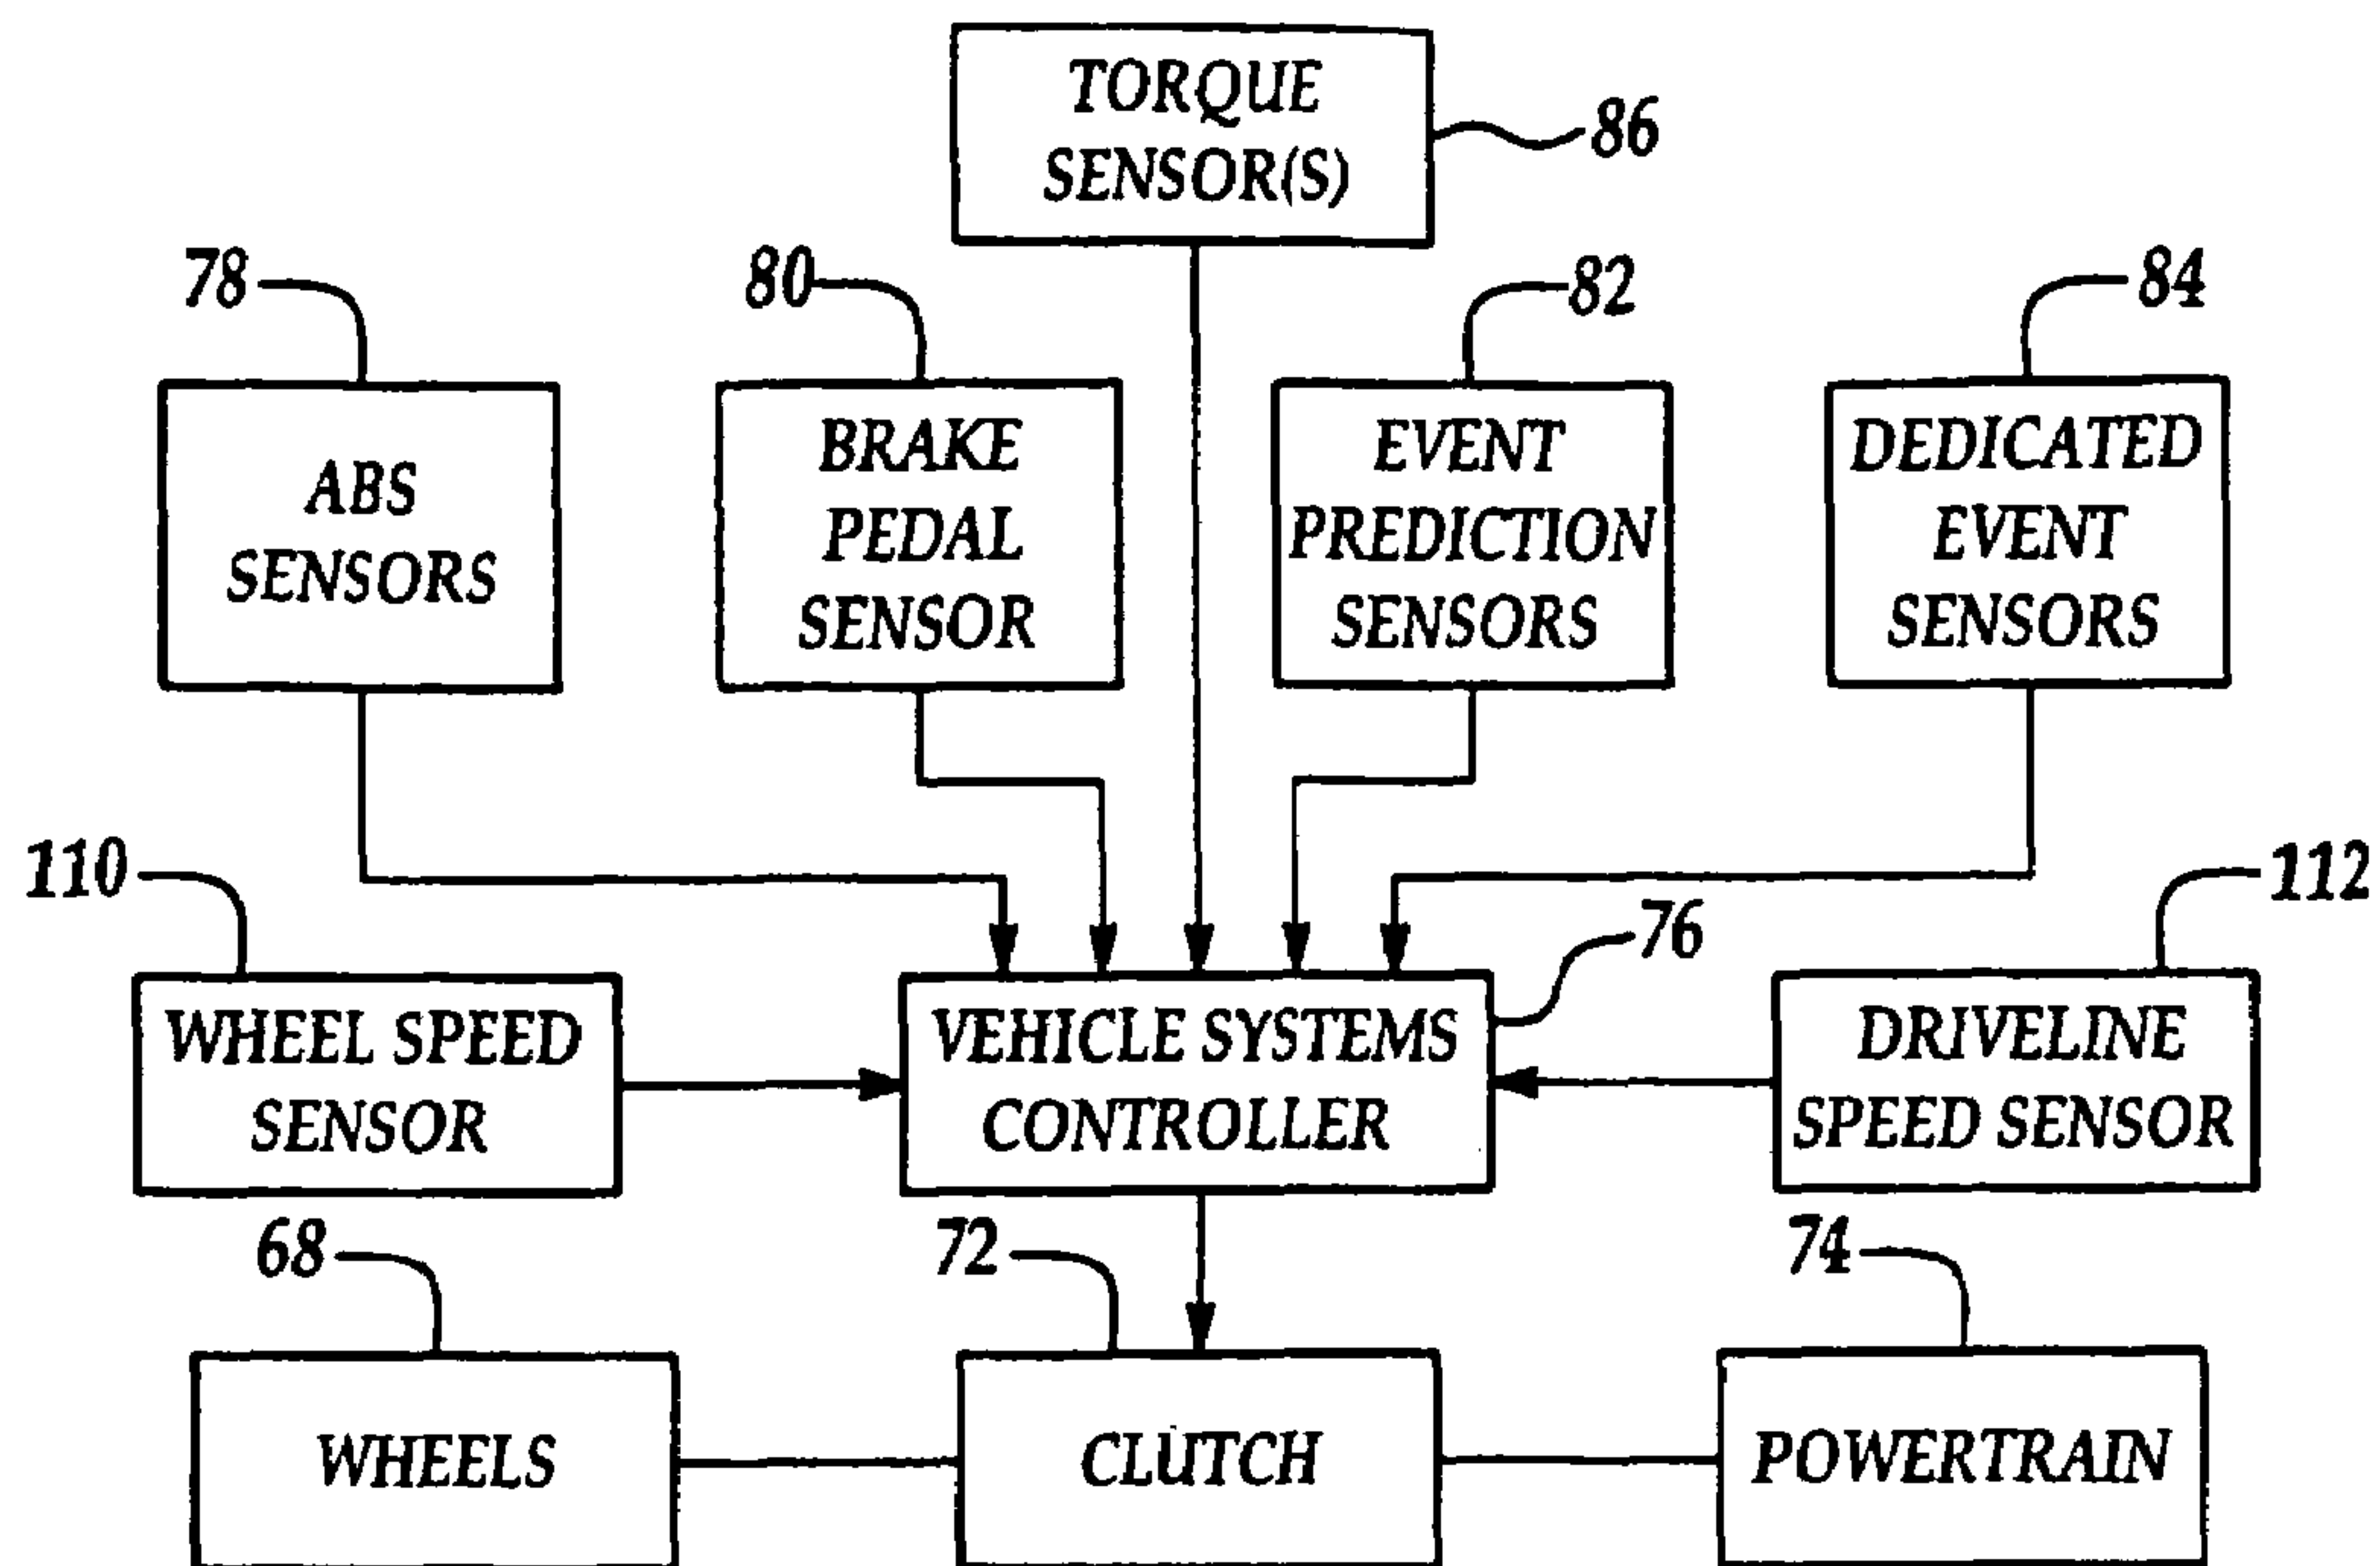 TORQUE
SENSOR(S)
86
78
80
82
84
ABS
SENSORS
BRAKE
PEDAL
SENSOR
EVENT
PREDICTION
SENSORS
DEDICATED
EVENT
SENSORS
110
76
112
WHEEL SPEED
SENSOR
VEHICLE SYSTEMS
CONTROLLER
DRIVELINE
SPEED SENSOR
68
72
74
WHEELS
CLUTCH
POWERTRAIN